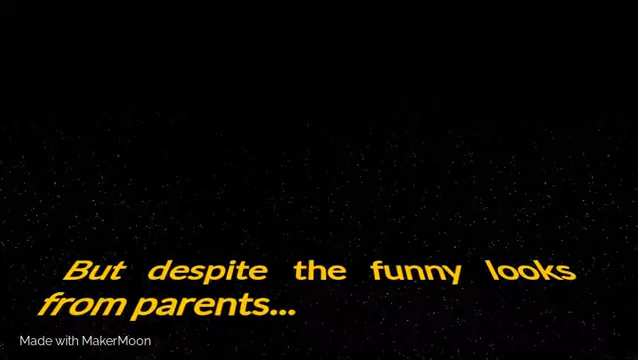 But despite the funny looks
from parents...
Made with MakerMoon